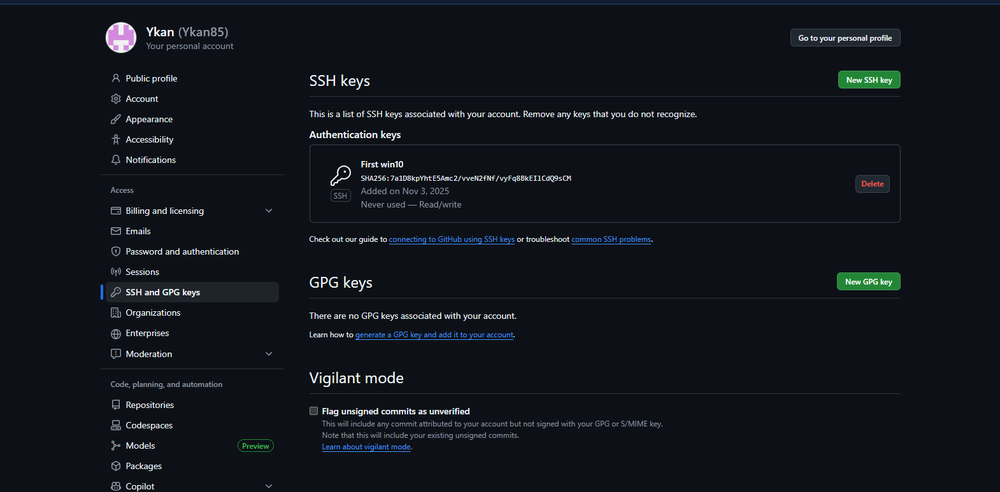 Ykan (Ykan85)
Your personal account
Go to your personal profile
Public profile
Account
Appearance
Accessibility
Notifications
Access
Billing and licensing
Emails
Password and authentication
Sessions
SSH and GPG keys
Organizations
Enterprises
Moderation
Code, planning, and automation
Repositories
Codespaces
Models
Preview
Packages
Copilot
SSH keys
New SSH key
This is a list of SSH keys associated with your account. Remove any keys that you do not recognize.
Authentication keys
First win10
SHA256:7a1D8kpYhtE5Amc2/vveN2fNf/vyFq8BkEIlCdQ9sCM
Added on Nov 3, 2025
Never used — Read/write
SSH
Delete
Check out our guide to connecting to GitHub using SSH keys or troubleshoot common SSH problems.
GPG keys
New GPG key
There are no GPG keys associated with your account.
Learn how to generate a GPG key and add it to your account.
Vigilant mode
Flag unsigned commits as unverified
This will include any commit attributed to your account but not signed with your GPG or S/MIME key.
Note that this will include your existing unsigned commits.
Learn about vigilant mode.